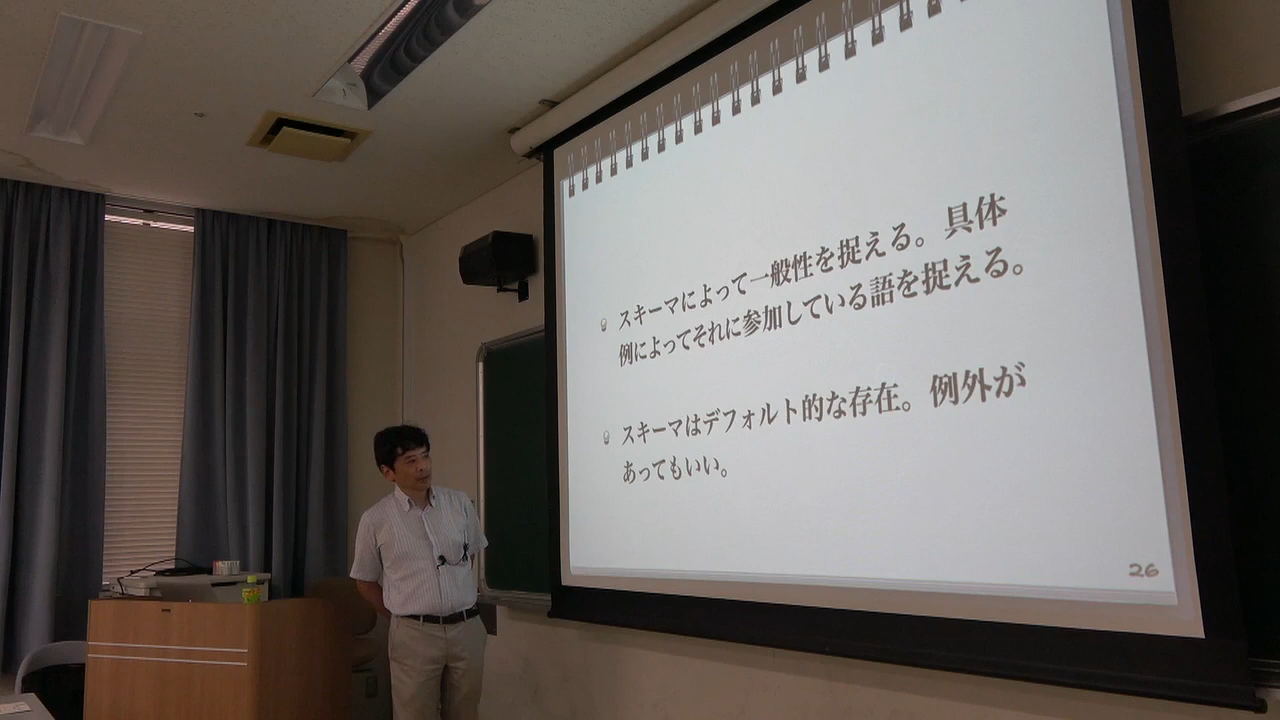 スキーマによって一般性を捉える。具体
例によってそれに参加している語を捉える。
スキーマはデフォルト的な存在。例外が
あってもいい。
26